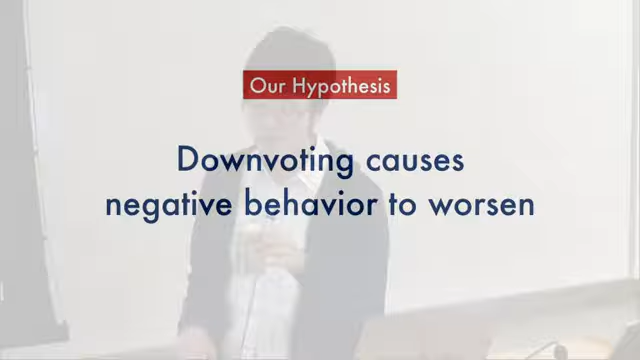 Our Hypothesis
Downvoting causes
negative behavior to worsen